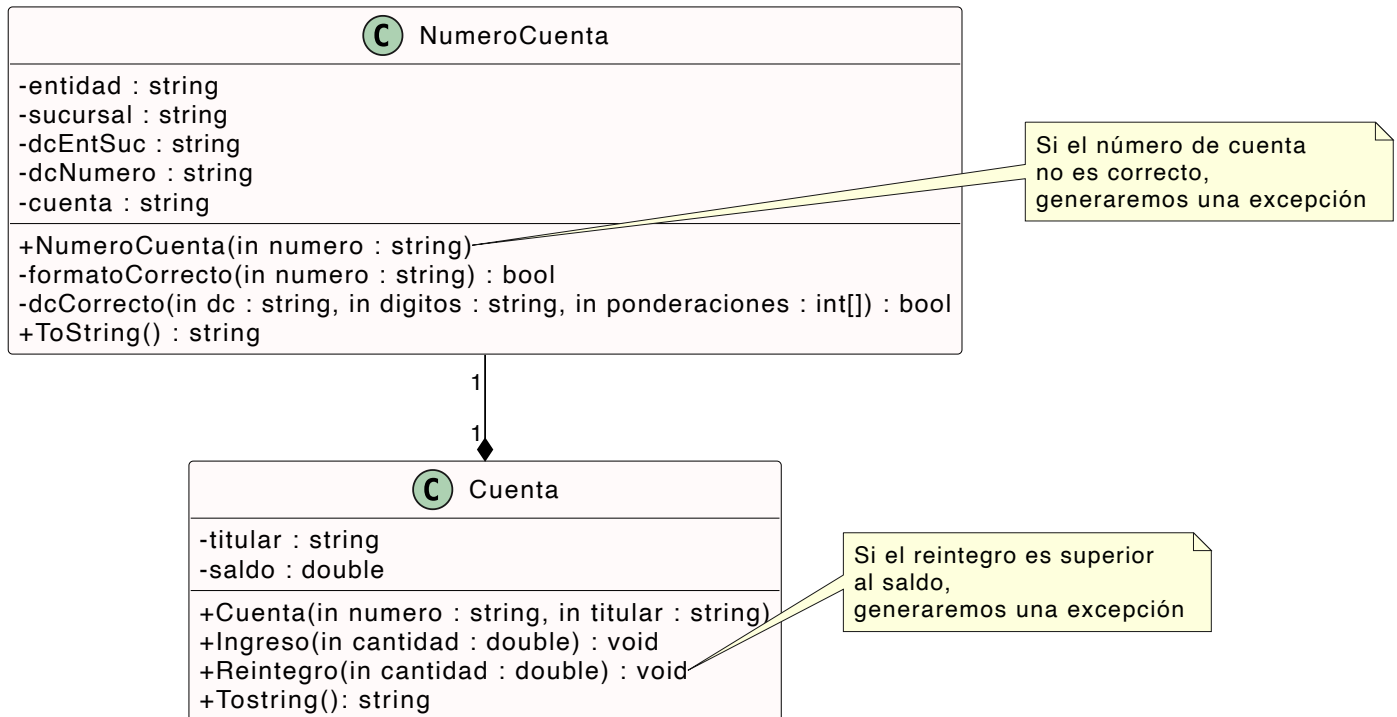 C NumeroCuenta
-entidad : string
-sucursal : string
-dcEntSuc : string
-dcNumero : string
-cuenta : string
+NumeroCuenta(in numero : string)
-formatoCorrecto(in numero : string) : bool
-dcCorrecto(in dc : string, in digitos : string, in ponderaciones : int[]) : bool
+ToString() : string
Si el número de cuenta
no es correcto,
generaremos una excepción
1
1
C Cuenta
-titular : string
-saldo : double
+Cuenta(in numero : string, in titular : string)
+Ingreso(in cantidad : double) : void
+Reintegro(in cantidad : double) : void
+Tostring(): string
Si el reintegro es superior
al saldo,
generaremos una excepción